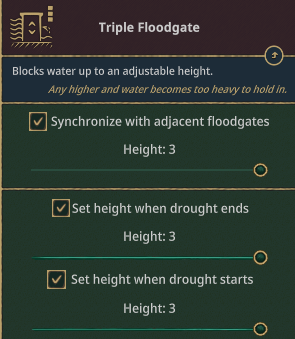 Triple Floodgate
Blocks water up to an adjustable height.
Any higher and water becomes too heavy to hold in.
Synchronize with adjacent floodgates
Height: 3
Set height when drought ends
Height: 3
Set height when drought starts
Height: 3